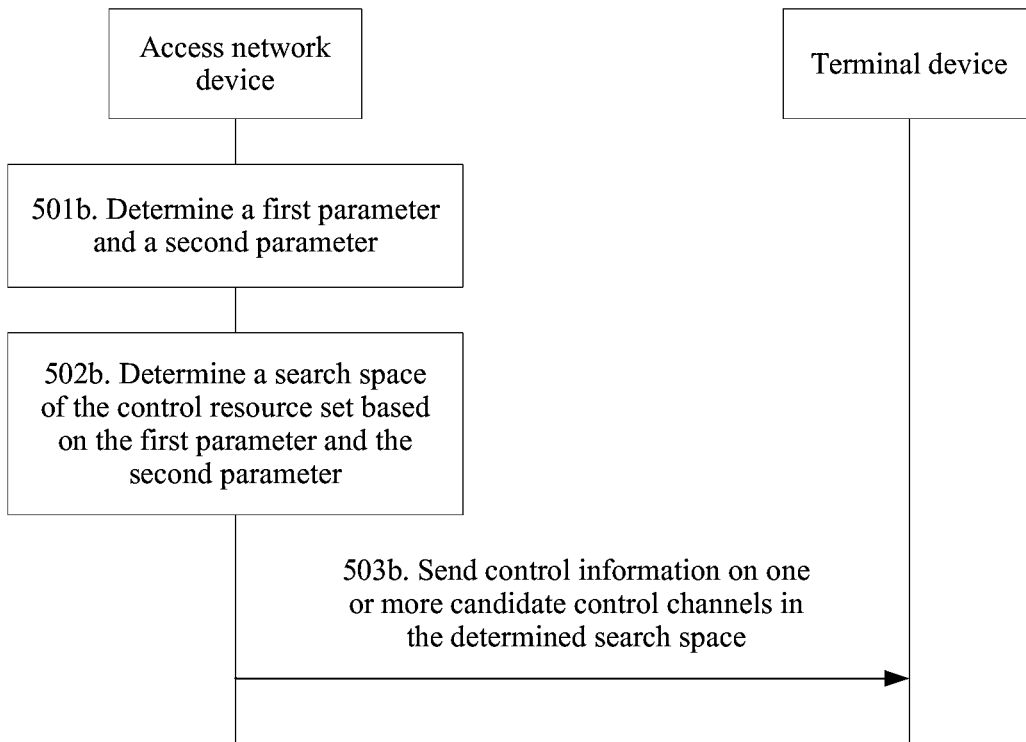 Access network
device
Terminal device
501b. Determine a first parameter
and a second parameter
502b. Determine a search space
of the control resource set based
on the first parameter and the
second parameter
503b. Send control information on one
or more candidate control channels in
the determined search space